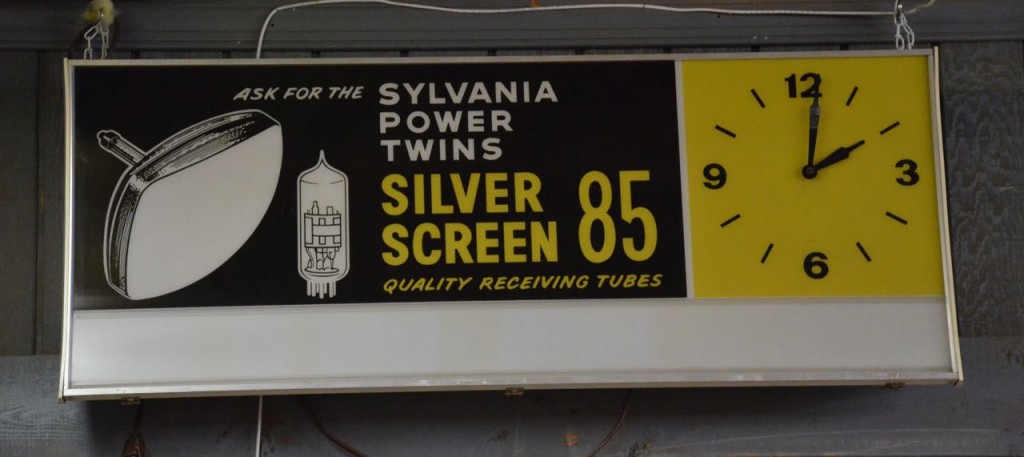 ASK FOR THE SYLVANIA
POWER
TWINS
SILVER
SCREEN 85
QUALITY RECEIVING TUBES
12
9 3
6